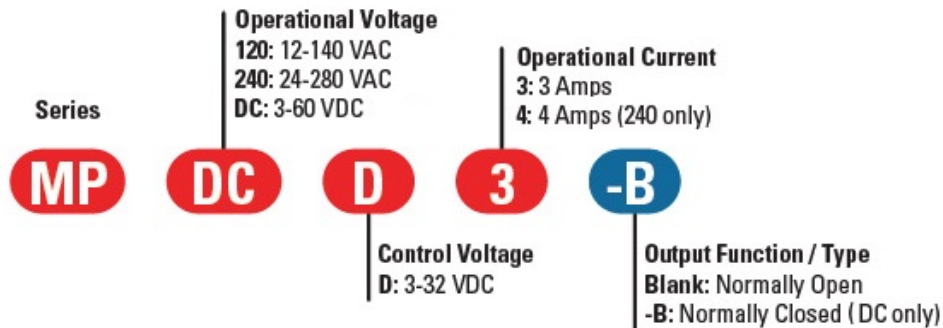 Operational Voltage
120: 12-140 VAC
240: 24-280 VAC
DC: 3-60 VDC
Operational Current
3: 3 Amps
4: 4 Amps (240 only)
Series
MP DC D 3 -B
Control Voltage
D: 3-32 VDC
Output Function / Type
Blank: Normally Open
-B: Normally Closed ( DC only)